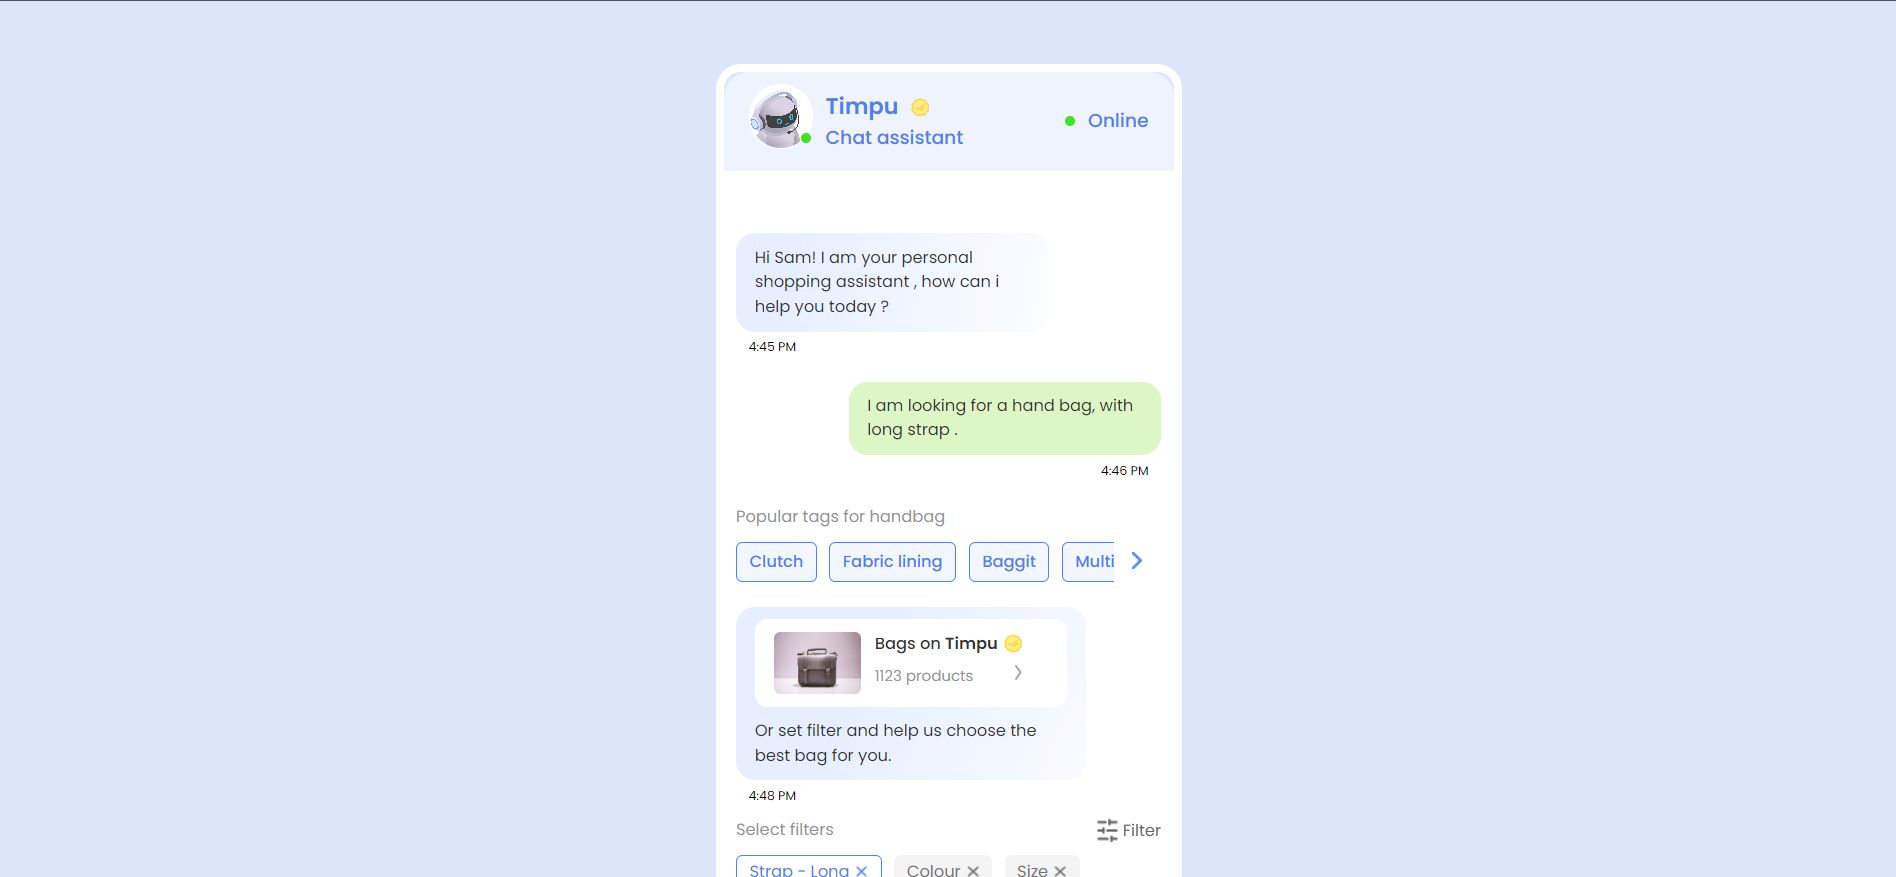 Timpu
Chat assistant
Online
Hi Sam! I am your personal
shopping assistant , how can i
help you today ?
4:45 PM
I am looking for a hand bag, with
long strap .
4:46 PM
Popular tags for handbag
Clutch Fabric lining Baggit Multi
Bags on Timpu
1123 products
Or set filter and help us choose the
best bag for you.
4:48 PM
Select filters Filter
Strap - Long Colour Size